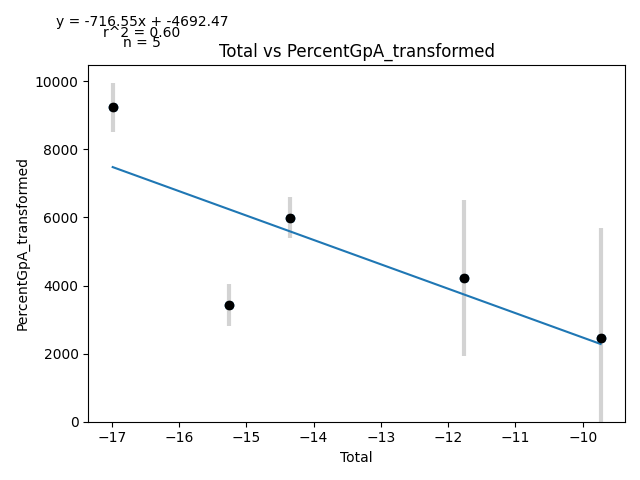 y = -716.55x + -4692.47
r^2 = 0.60
n = 5
Total vs PercentGpA_transformed
PercentGpA_transformed
10000
8000
6000
4000
2000
0
−17 −16 −15 −14 −13 −12 −11 −10
Total